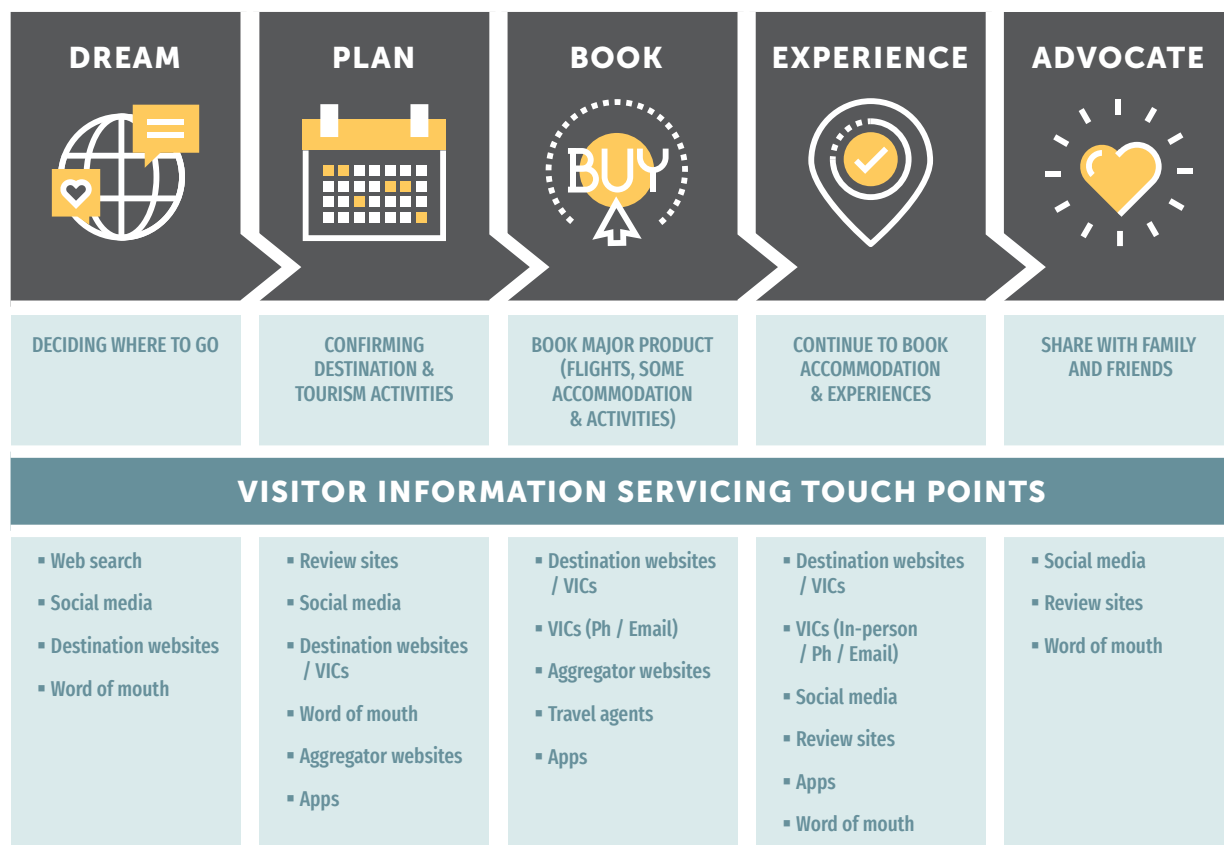 DREAM
PLAN
BOOK
EXPERIENCE
ADVOCATE
BUY
DECIDING WHERE TO GO
CONFIRMING
DESTINATION &
TOURISM ACTIVITIES
BOOK MAJOR PRODUCT
(FLIGHTS, SOME
ACCOMMODATION
& ACTIVITIES)
CONTINUE TO BOOK
ACCOMMODATION
& EXPERIENCES
SHARE WITH FAMILY
AND FRIENDS
VISITOR INFORMATION SERVICING TOUCH POINTS
▪ Web search
▪ Social media
▪ Destination websites
▪ Word of mouth
▪ Review sites
▪ Social media
▪ Destination websites
/ VICs
▪ Word of mouth
▪ Aggregator websites
▪ Apps
▪ Destination websites
/ VICs
▪ VICs (Ph / Email)
▪ Aggregator websites
▪ Travel agents
▪ Apps
▪ Destination websites
/ VICs
▪ VICs (In-person
/ Ph / Email)
▪ Social media
▪ Review sites
▪ Apps
▪ Word of mouth
▪ Social media
▪ Review sites
▪ Word of mouth